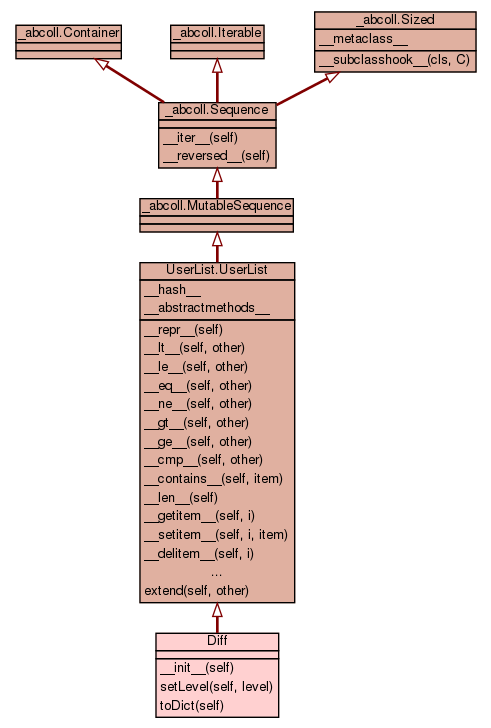 _abcoll.Container
_abcoll.Iterable
_abcoll.Sized
__metaclass__
__subclasshook__(cls, C)
_abcoll.Sequence
__iter__(self)
__reversed__(self)
_abcoll.MutableSequence
UserList.UserList
__hash__
__abstractmethods__
__repr__(self)
__lt__(self, other)
__le__(self, other)
__eq__(self, other)
__ne__(self, other)
__gt__(self, other)
__ge__(self, other)
__cmp__(self, other)
__contains__(self, item)
__len__(self)
__getitem__(self, i)
__setitem__(self, i, item)
__delitem__(self, i)
...
extend(self, other)
Diff
__init__(self)
setLevel(self, level)
toDict(self)